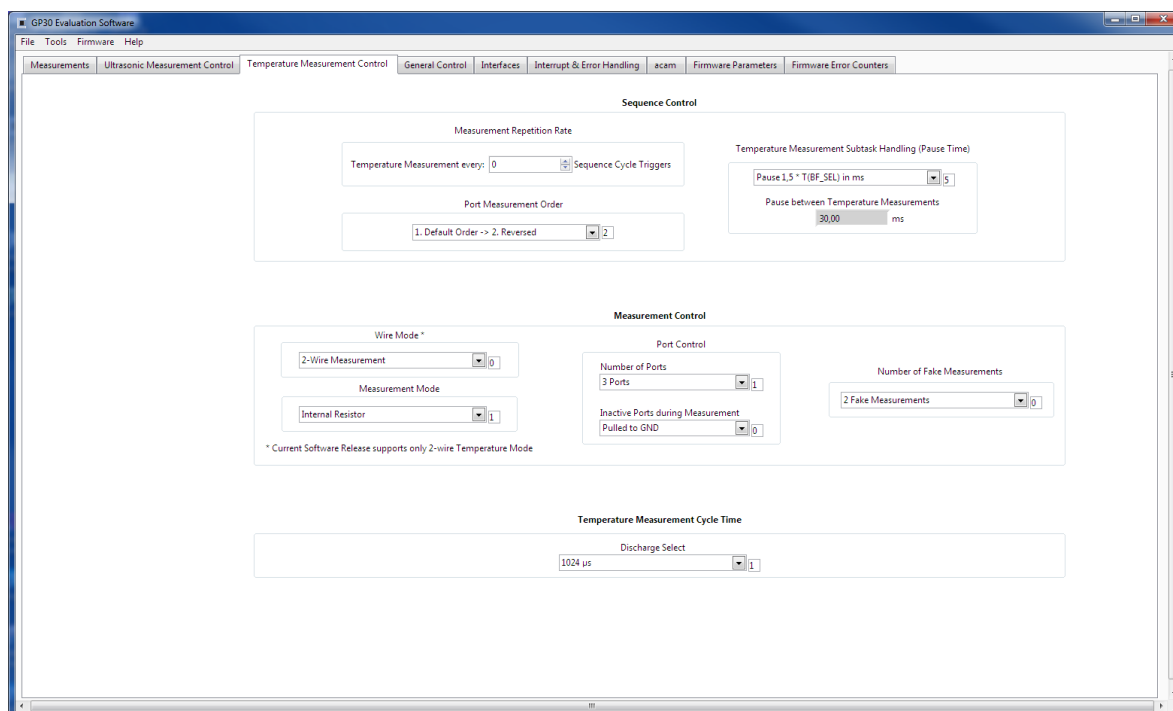 GP30 Evaluation Software
File Tools Firmware Help
Measurements Ultrasonic Measurement Control Temperature Measurement Control General Control Interfaces Interrupt & Error Handling acam Firmware Parameters Firmware Error Counters
Sequence Control
Measurement Repetition Rate
Temperature Measurement every: 0 Sequence Cycle Triggers
Port Measurement Order
1. Default Order -> 2. Reversed 2
Temperature Measurement Subtask Handling (Pause Time)
Pause 1,5 * T(BF_SEL) in ms 5
Pause between Temperature Measurements
30,00 ms
Measurement Control
Wire Mode *
2-Wire Measurement 0
Measurement Mode
Internal Resistor 1
* Current Software Release supports only 2-wire Temperature Mode
Port Control
Number of Ports
3 Ports 1
Inactive Ports during Measurement
Pulled to GND 0
Number of Fake Measurements
2 Fake Measurements 0
Temperature Measurement Cycle Time
Discharge Select
1024 µs 1